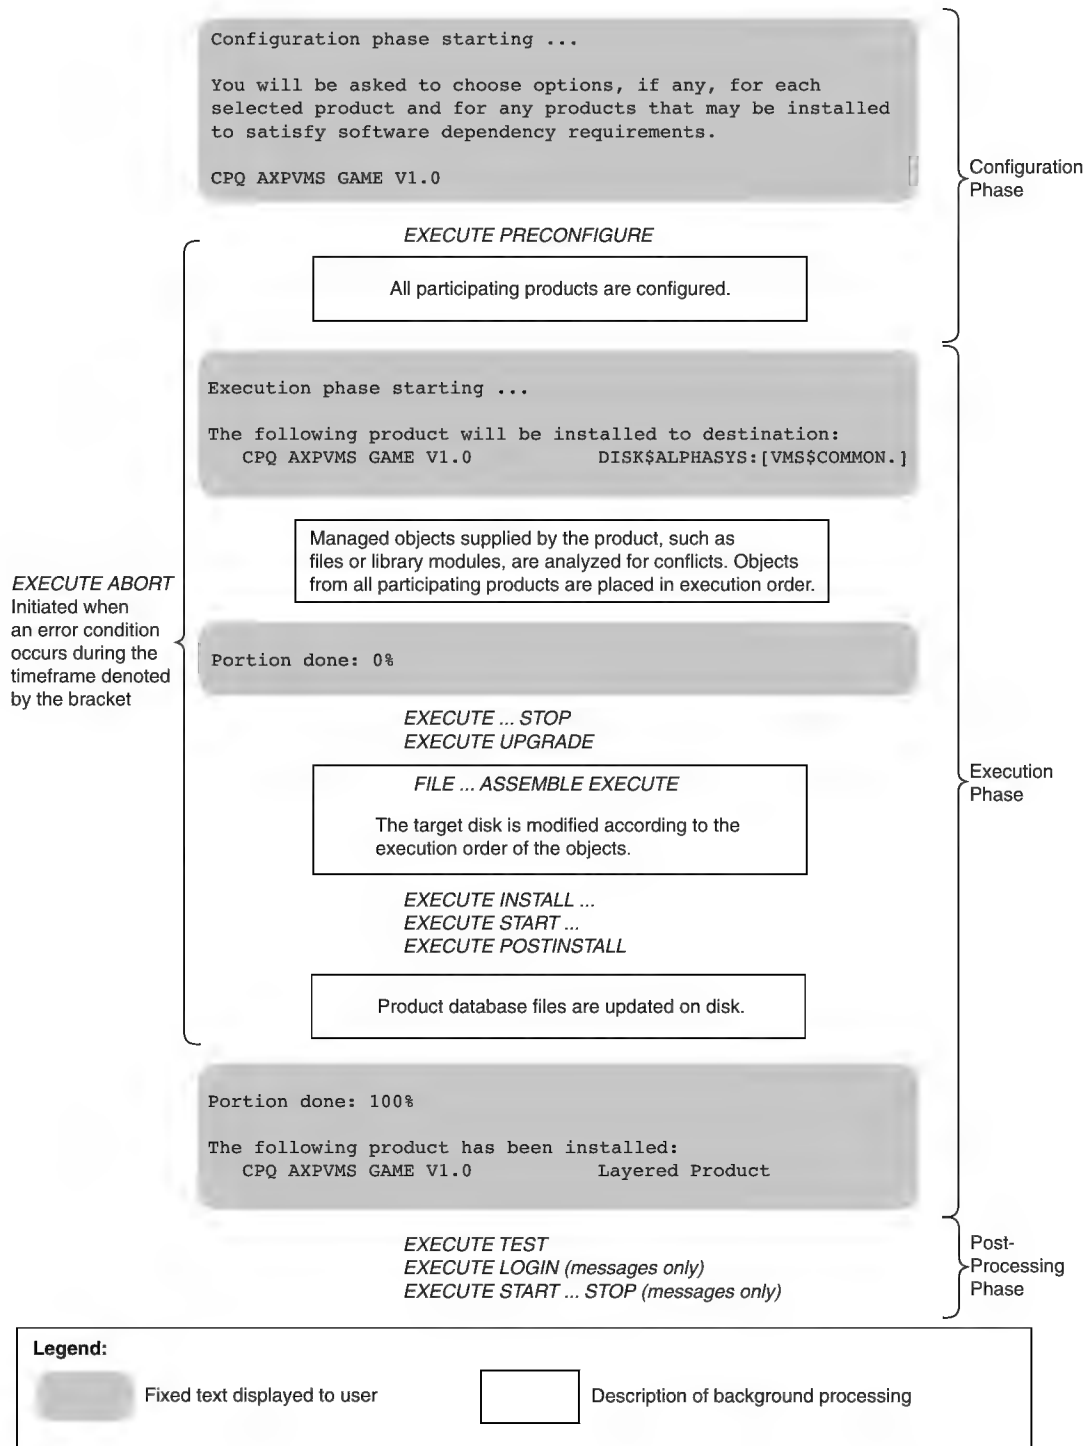 Configuration phase starting ...
You will be asked to choose options, if any, for each
selected product and for any products that may be installed
to satisfy software dependency requirements.
CPQ AXPVMS GAME V1.0
Configuration
Phase
EXECUTE PRECONFIGURE
All participating products are configured.
Execution phase starting ...
The following product will be installed to destination:
CPQ AXPVMS GAME V1.0 DISK$ALPHASYS:[VMS$COMMON.]
Managed objects supplied by the product, such as
files or library modules, are analyzed for conflicts. Objects
from all participating products are placed in execution order.
EXECUTE ABORT
Initiated when
an error condition
occurs during the
timeframe denoted
by the bracket
Portion done: 0%
EXECUTE ... STOP
EXECUTE UPGRADE
FILE ... ASSEMBLE EXECUTE
The target disk is modified according to the
execution order of the objects.
Execution
Phase
EXECUTE INSTALL ...
EXECUTE START ...
EXECUTE POSTINSTALL
Product database files are updated on disk.
Portion done: 100%
The following product has been installed:
CPQ AXPVMS GAME V1.0 Layered Product
EXECUTE TEST
EXECUTE LOGIN (messages only)
EXECUTE START ... STOP (messages only)
Post-
Processing
Phase
Legend:
Fixed text displayed to user
Description of background processing